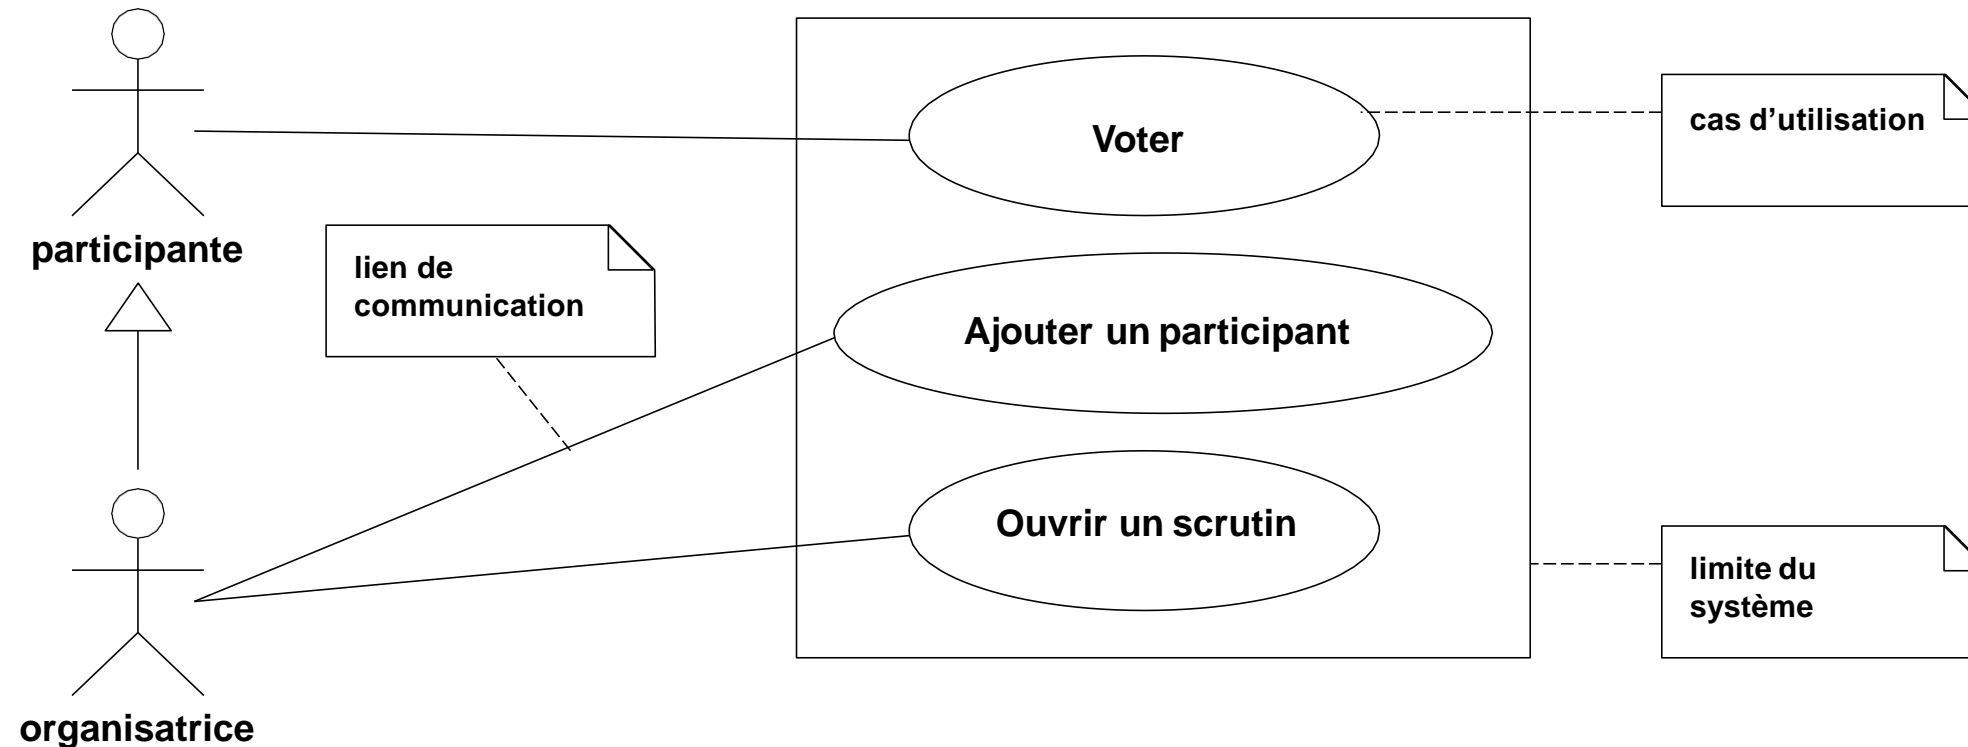 Voter
cas d’utilisation
participante
lien de
communication
Ajouter un participant
Ouvrir un scrutin
limite du
système
organisatrice